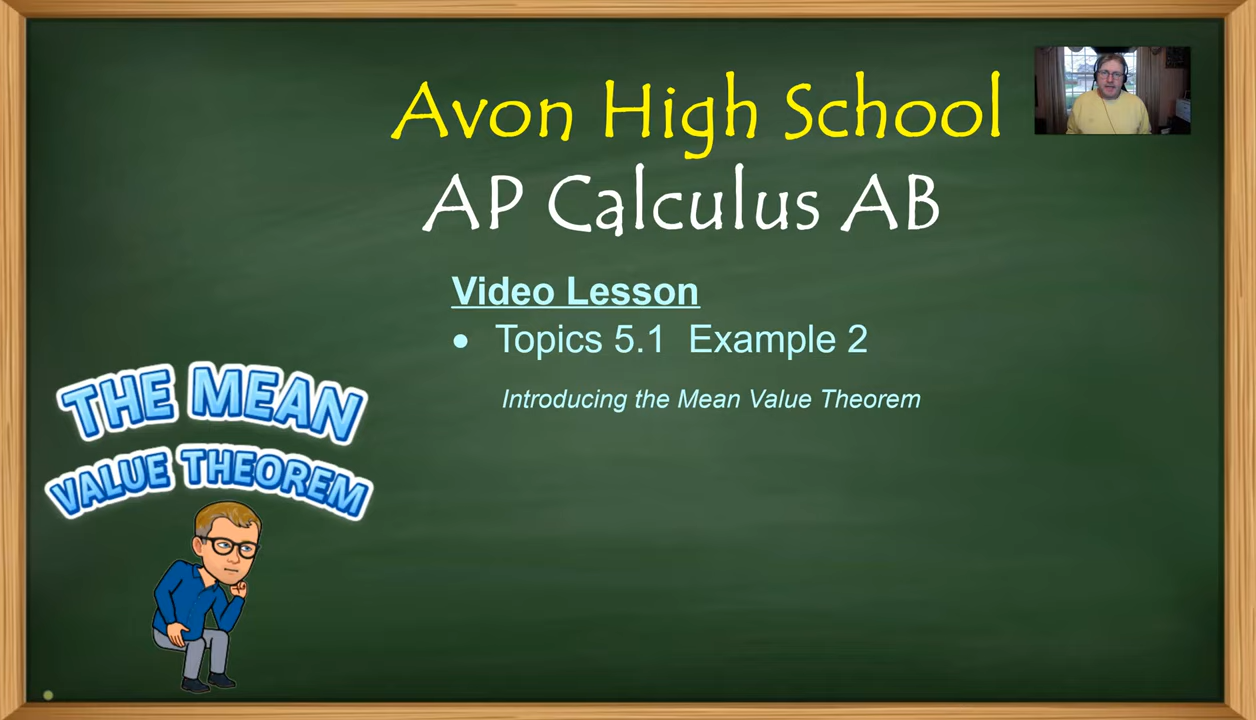 Avon High School
AP Calculus AB
Video Lesson
• Topics 5.1 Example 2
Introducing the Mean Value Theorem
THE MEAN
VALUE THEOREM